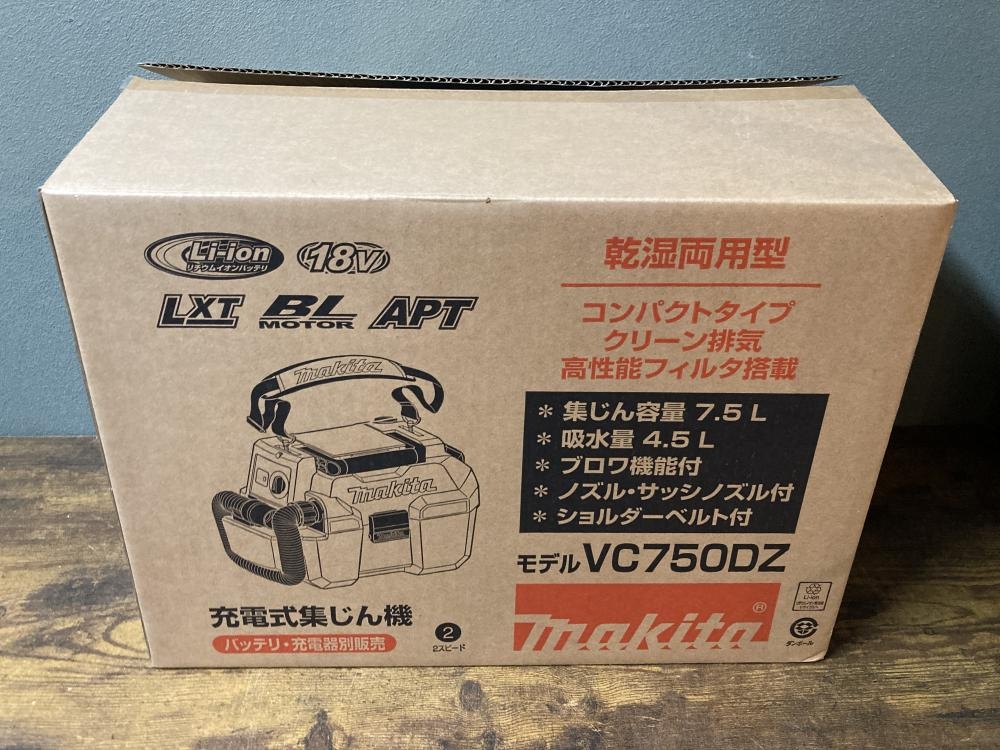 Li-ion
リチウムイオンバッテリ
18V
LXT
BL
MOTOR
APT
makita
makita
充電式集じん機
バッテリ・充電器別販売
2
2スピード
乾湿両用型
コンパクトタイプ
クリーン排気
高性能フィルタ搭載
* 集じん容量 7.5 L
* 吸水量 4.5 L
* ブロワ機能付
* ノズル・サッシノズル付
* ショルダーベルト付
モデル VC750DZ
makita®
Li-ion
ダンボール